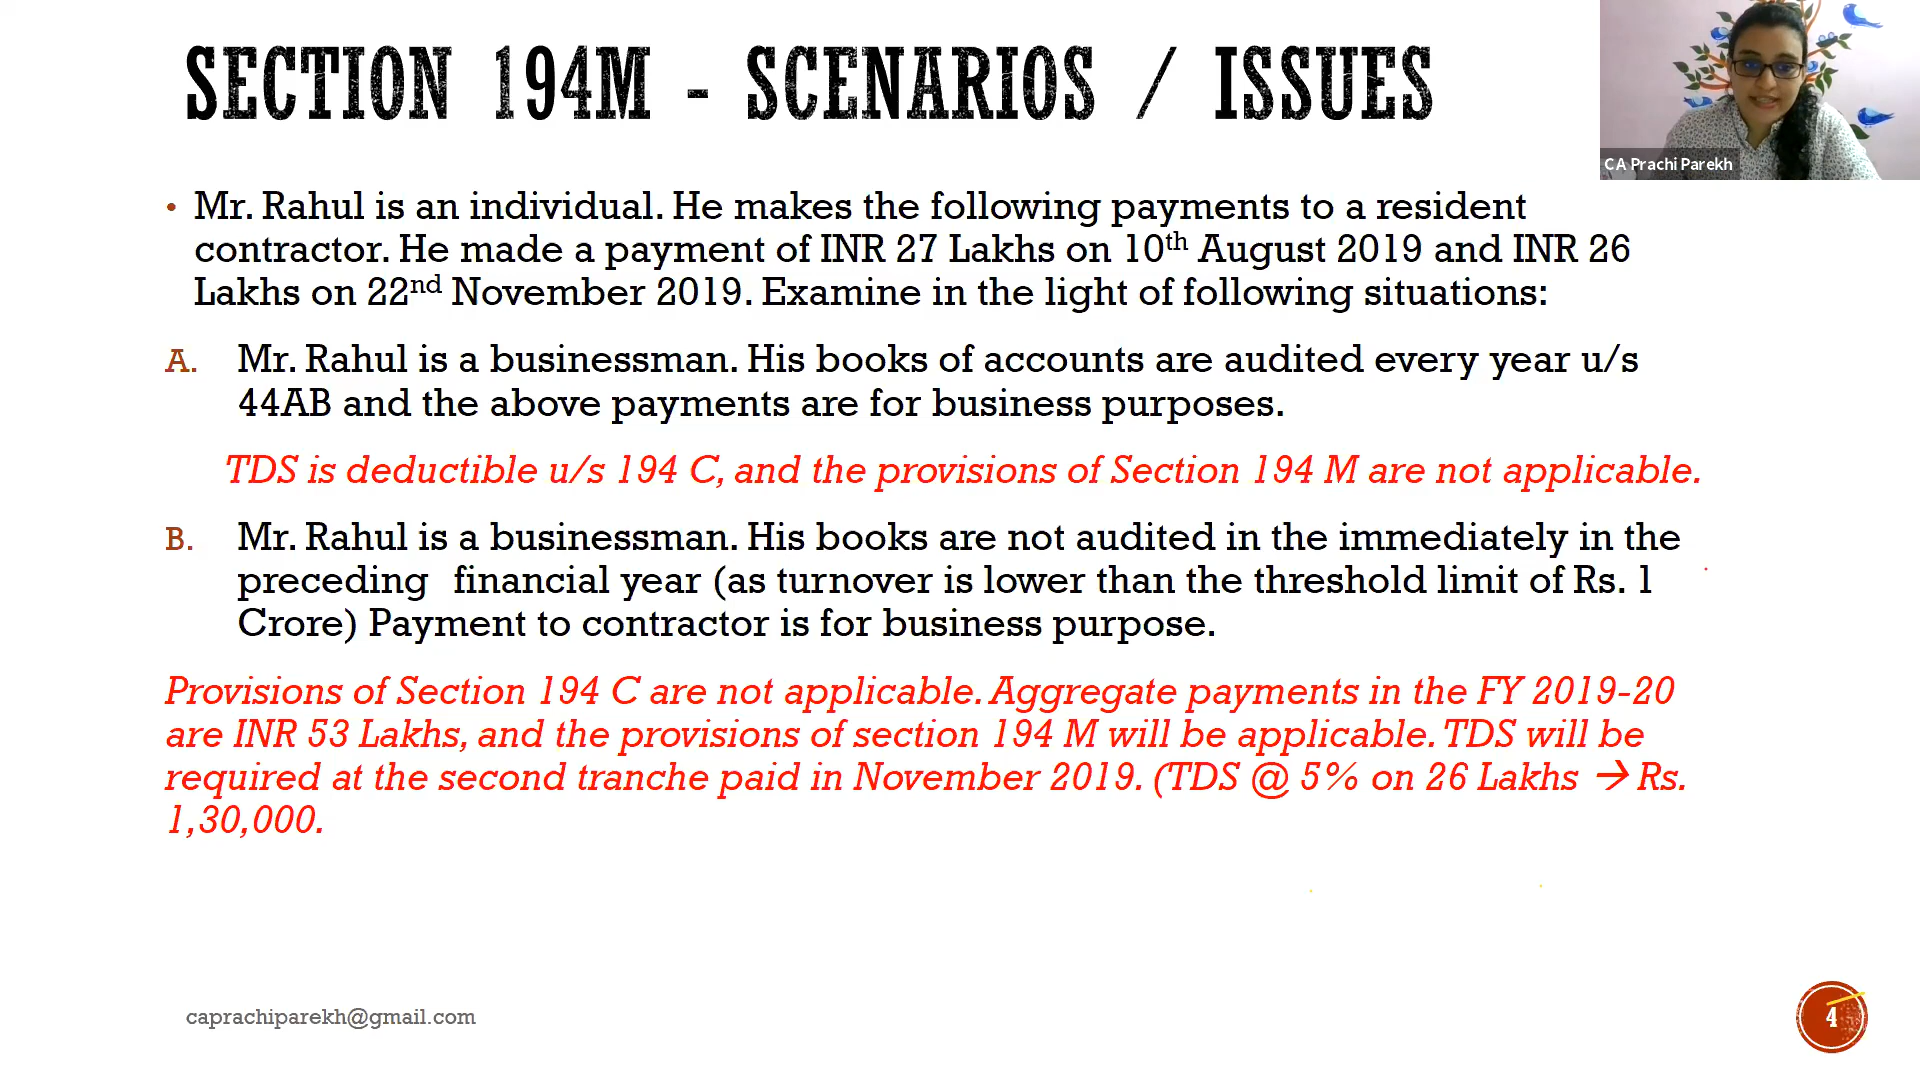 SECTION 194M - SCENARIOS / ISSUES
CA Prachi Parekh
• Mr. Rahul is an individual. He makes the following payments to a resident
contractor. He made a payment of INR 27 Lakhs on 10th August 2019 and INR 26
Lakhs on 22nd November 2019. Examine in the light of following situations:
A. Mr. Rahul is a businessman. His books of accounts are audited every year u/s
44AB and the above payments are for business purposes.
TDS is deductible u/s 194 C, and the provisions of Section 194 M are not applicable.
B. Mr. Rahul is a businessman. His books are not audited in the immediately in the
preceding financial year (as turnover is lower than the threshold limit of Rs. 1
Crore) Payment to contractor is for business purpose.
Provisions of Section 194 C are not applicable. Aggregate payments in the FY 2019-20
are INR 53 Lakhs, and the provisions of section 194 M will be applicable. TDS will be
required at the second tranche paid in November 2019. (TDS @ 5% on 26 Lakhs → Rs.
1,30,000.
caprachiparekh@gmail.com
4